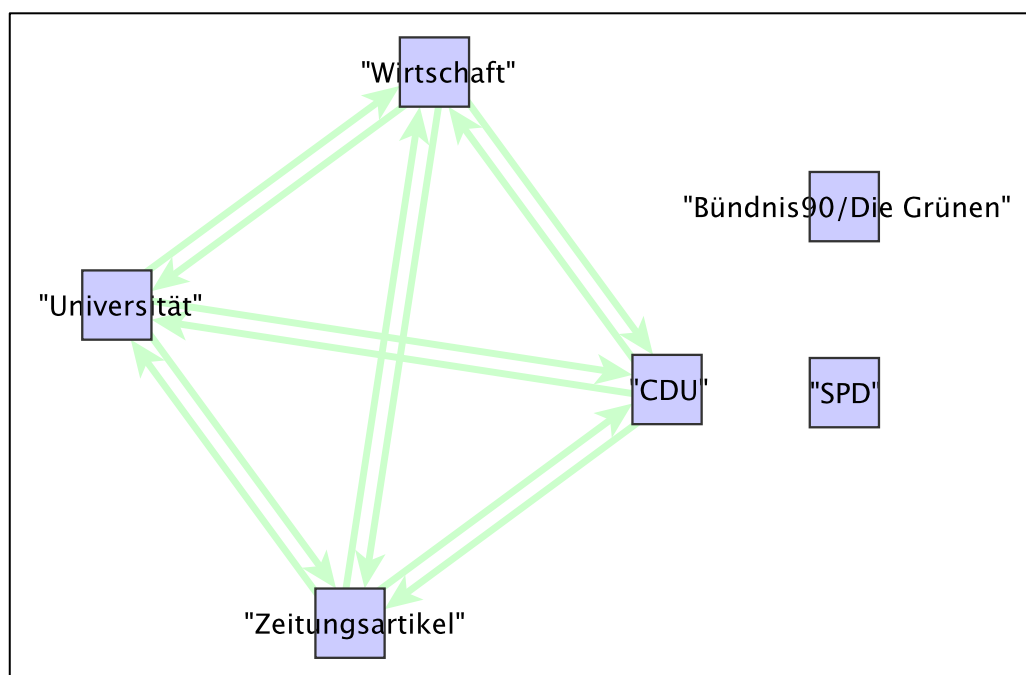 "Wirtschaft"
"Bündnis90/Die Grünen"
"Universität"
"CDU"
"SPD"
"Zeitungsartikel"